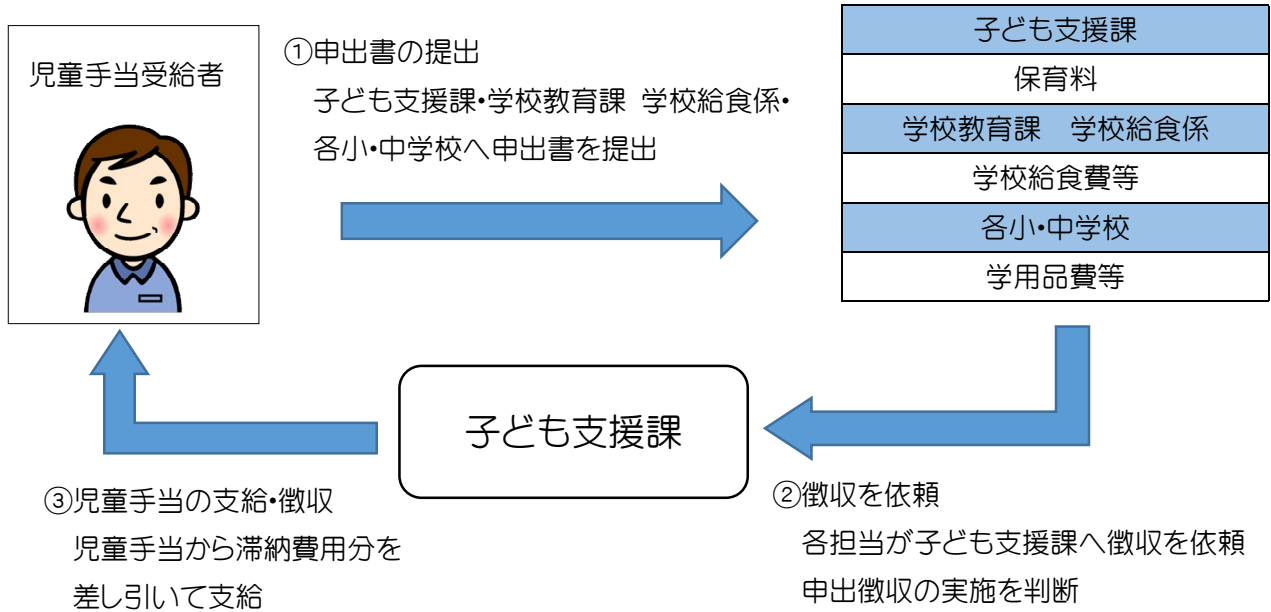 児童手当受給者
①申出書の提出
子ども支援課・学校教育課 学校給食係・
各小・中学校へ申出書を提出
子ども支援課
保育料
学校教育課　学校給食係
学校給食費等
各小・中学校
学用品費等
子ども支援課
②徴収を依頼
各担当が子ども支援課へ徴収を依頼
申出徴収の実施を判断
③児童手当の支給・徴収
児童手当から滞納費用分を
差し引いて支給